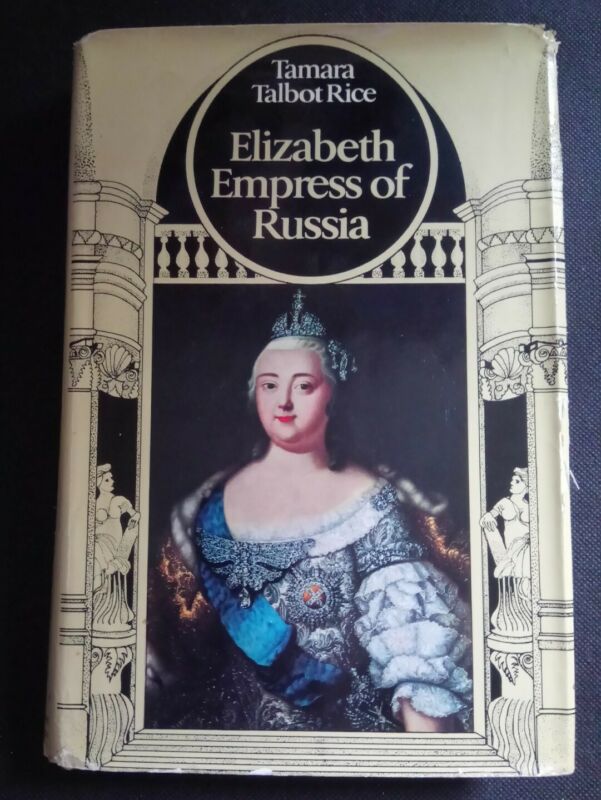 Tamara
Talbot Rice
Elizabeth
Empress of
Russia